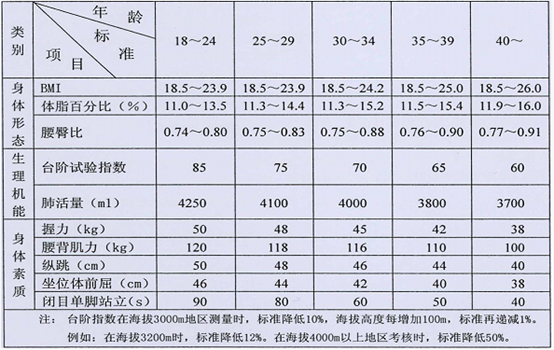 类别 项目 标准 年龄 18～24 25～29 30～34 35～39 40～
身体形态 BMI 18.5～23.9 18.5～23.9 18.5～24.2 18.5～25.0 18.5～26.0
体脂百分比（%） 11.0～13.5 11.3～14.4 11.3～15.2 11.5～15.4 11.9～16.0
腰臀比 0.74～0.80 0.75～0.83 0.75～0.88 0.76～0.90 0.77～0.91
生理机能 台阶试验指数 85 75 70 65 60
肺活量（ml） 4250 4100 4000 3800 3700
身体素质 握力（kg） 50 48 45 42 38
腰背肌力（kg） 120 118 116 110 100
纵跳（cm） 50 48 46 44 40
坐位体前屈（cm） 46 44 42 40 38
闭目单脚站立(s) 90 80 60 50 40
注： 台阶指数在海拔3000m地区测量时，标准降低10%，海拔高度每增加100m，标准再递减1%。
例如：在海拔3200m时，标准降低12%。在海拔4000m以上地区考核时，标准降低50%。